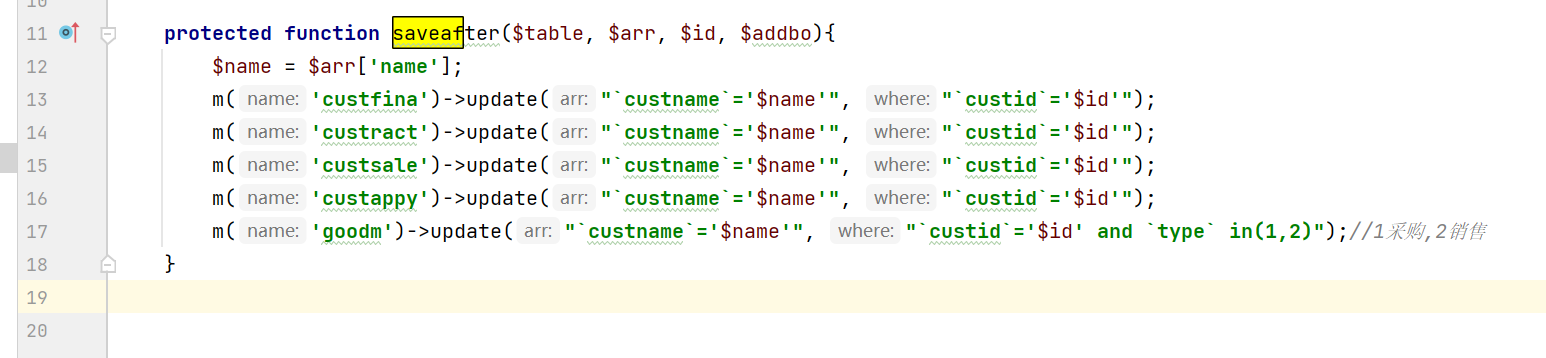 10
11 protected function saveafter($table, $arr, $id, $addbo){
12 $name = $arr['name'];
13 m( name: 'custfina')->update( arr: "`custname`='$name'", where: "`custid`='$id'");
14 m( name: 'custract')->update( arr: "`custname`='$name'", where: "`custid`='$id'");
15 m( name: 'custsale')->update( arr: "`custname`='$name'", where: "`custid`='$id'");
16 m( name: 'custappy')->update( arr: "`custname`='$name'", where: "`custid`='$id'");
17 m( name: 'goodm')->update( arr: "`custname`='$name'", where: "`custid`='$id' and `type` in(1,2)");//1采购,2销售
18 }
19
20